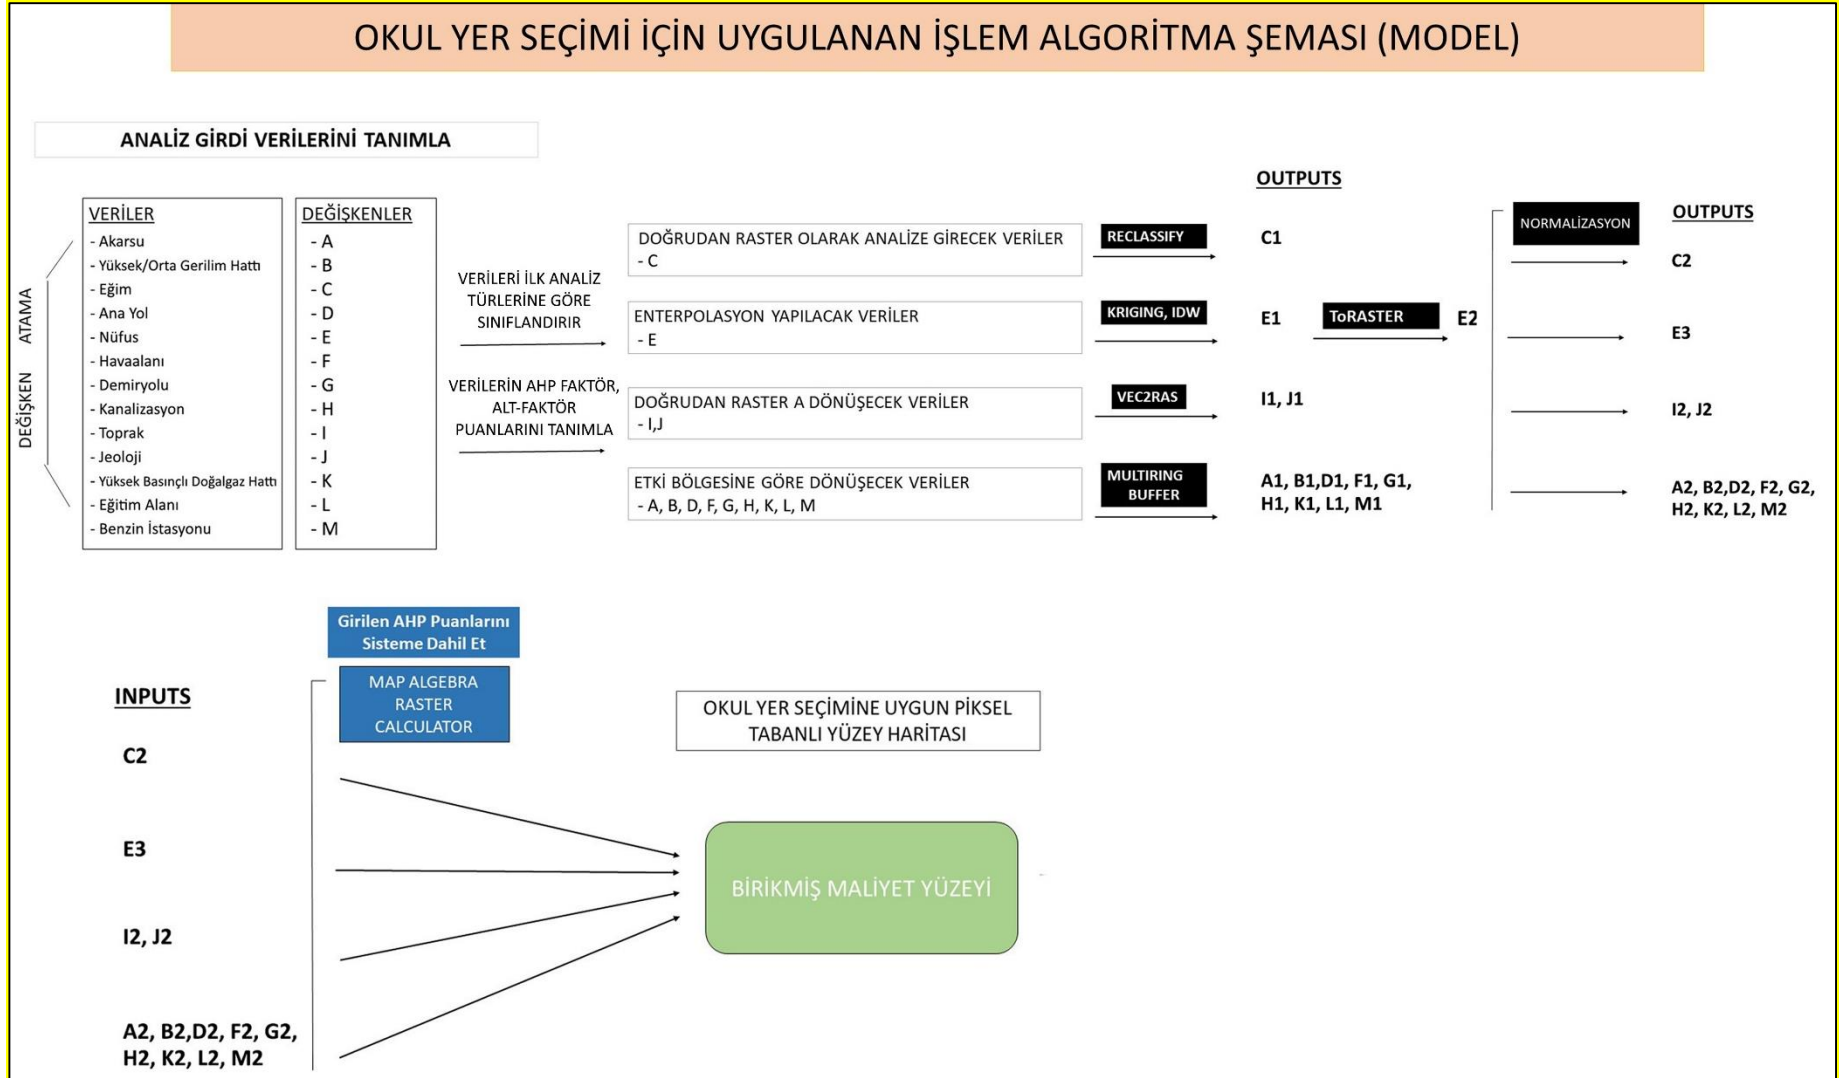 OKUL YER SEÇİMİ İÇİN UYGULANAN İŞLEM ALGORİTMA ŞEMASI (MODEL)
ANALİZ GİRDİ VERİLERİNİ TANIMLA
DEĞİŞKEN ATAMA
VERİLER
- Akarsu
- Yüksek/Orta Gerilim Hattı
- Eğim
- Ana Yol
- Nüfus
- Havaalanı
- Demiryolu
- Kanalizasyon
- Toprak
- Jeoloji
- Yüksek Basınçlı Doğalgaz Hattı
- Eğitim Alanı
- Benzin İstasyonu
DEĞİŞKENLER
- A
- B
- C
- D
- E
- F
- G
- H
- I
- J
- K
- L
- M
VERİLERİ İLK ANALİZ
TÜRLERİNE GÖRE
SINIFLANDIRIR
VERİLERİN AHP FAKTÖR,
ALT-FAKTÖR
PUANLARINI TANIMLA
DOĞRUDAN RASTER OLARAK ANALİZE GİRECEK VERİLER
- C
ENTERPOLASYON YAPILACAK VERİLER
- E
DOĞRUDAN RASTER A DÖNÜŞECEK VERİLER
- I,J
ETKİ BÖLGESİNE GÖRE DÖNÜŞECEK VERİLER
- A, B, D, F, G, H, K, L, M
RECLASSIFY
KRIGING, IDW
VEC2RAS
MULTIRING
BUFFER
OUTPUTS
C1
E1
ToRASTER
E2
I1, J1
A1, B1,D1, F1, G1,
H1, K1, L1, M1
NORMALİZASYON
OUTPUTS
C2
E3
I2, J2
A2, B2,D2, F2, G2,
H2, K2, L2, M2
Girilen AHP Puanlarını
Sisteme Dahil Et
MAP ALGEBRA
RASTER
CALCULATOR
INPUTS
C2
E3
I2, J2
A2, B2,D2, F2, G2,
H2, K2, L2, M2
OKUL YER SEÇİMİNE UYGUN PİKSEL
TABANLI YÜZEY HARİTASI
BİRİKMİŞ MALİYET YÜZEYİ